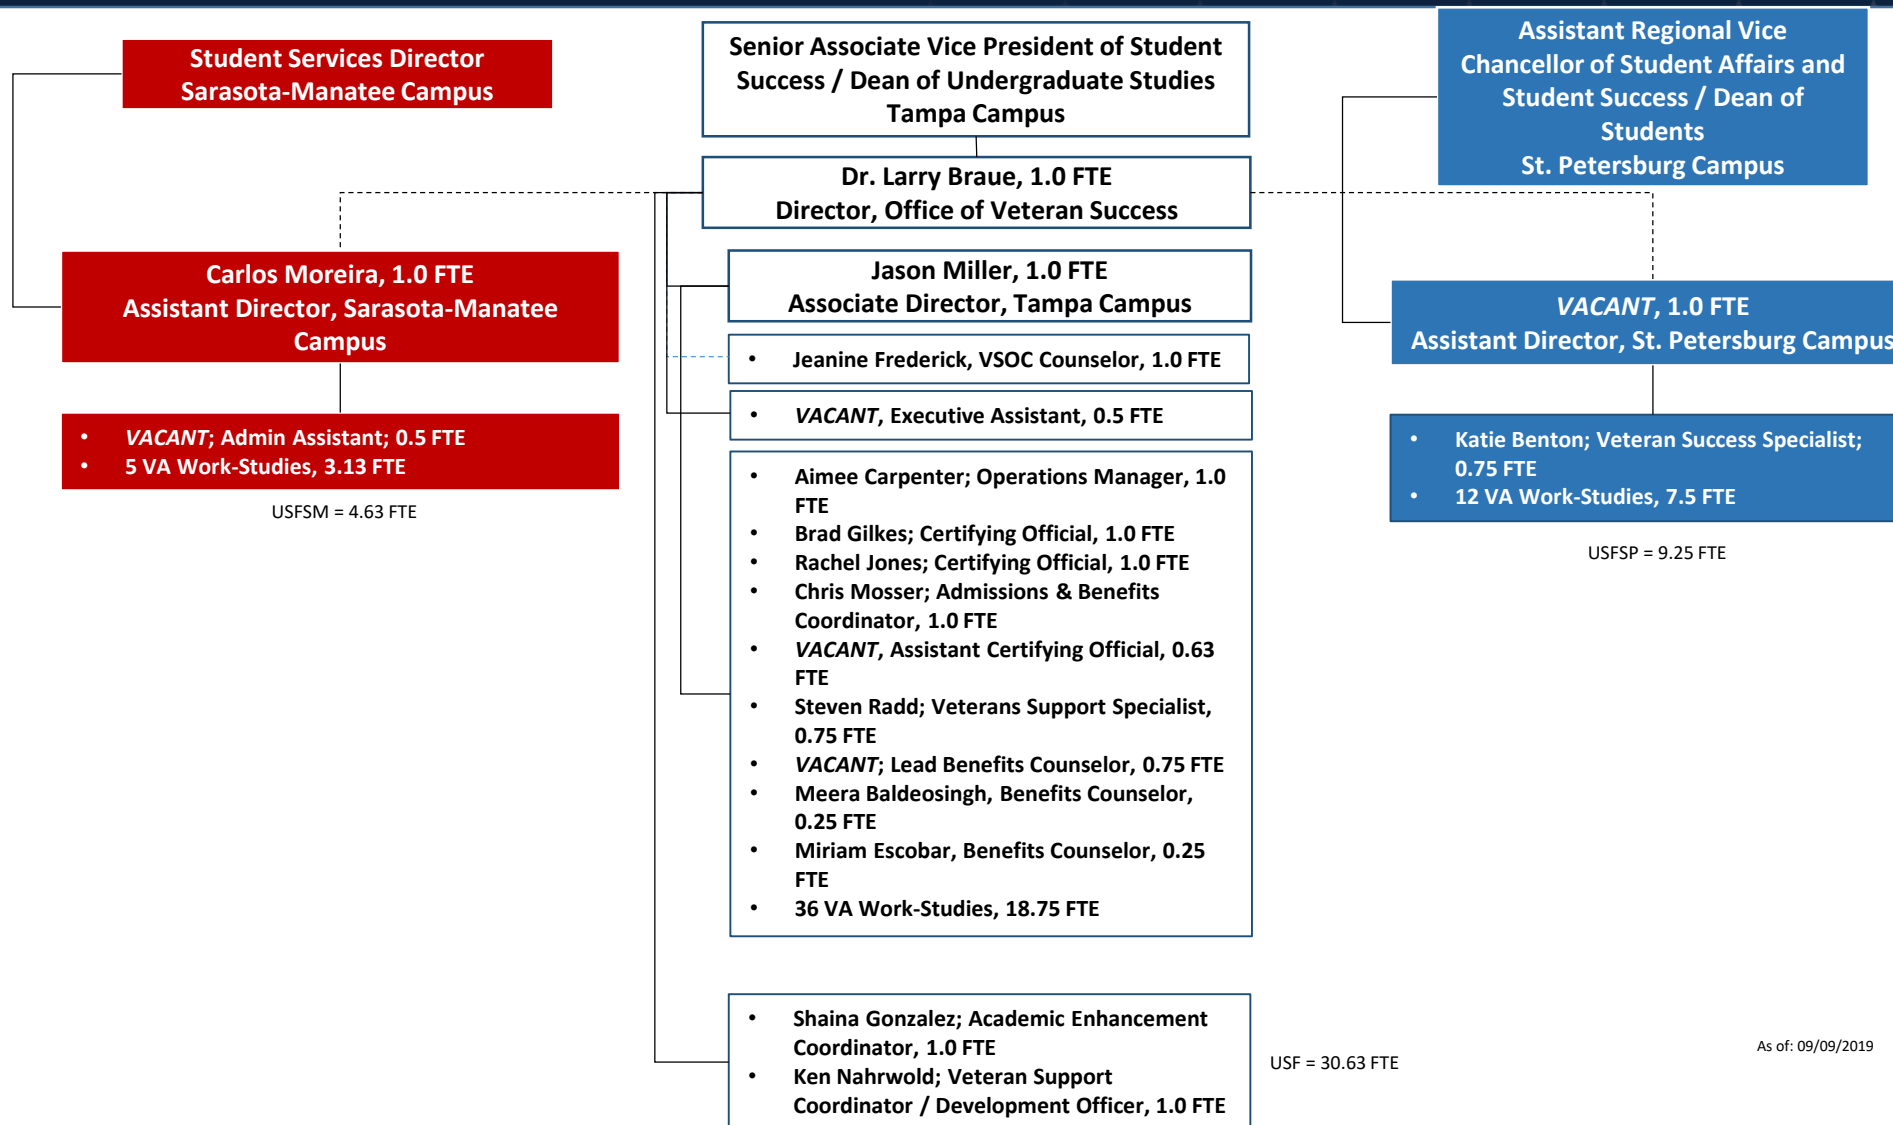 Student Services Director
Sarasota-Manatee Campus
Senior Associate Vice President of Student
Success / Dean of Undergraduate Studies
Tampa Campus
Assistant Regional Vice
Chancellor of Student Affairs and
Student Success / Dean of
Students
St. Petersburg Campus
Dr. Larry Braue, 1.0 FTE
Director, Office of Veteran Success
Carlos Moreira, 1.0 FTE
Assistant Director, Sarasota-Manatee
Campus
Jason Miller, 1.0 FTE
Associate Director, Tampa Campus
VACANT, 1.0 FTE
Assistant Director, St. Petersburg Campus
• Jeanine Frederick, VSOC Counselor, 1.0 FTE
• VACANT, Executive Assistant, 0.5 FTE
• VACANT; Admin Assistant; 0.5 FTE
• 5 VA Work-Studies, 3.13 FTE
USFSM = 4.63 FTE
• Katie Benton; Veteran Success Specialist;
0.75 FTE
• 12 VA Work-Studies, 7.5 FTE
USFSP = 9.25 FTE
• Aimee Carpenter; Operations Manager, 1.0
FTE
• Brad Gilkes; Certifying Official, 1.0 FTE
• Rachel Jones; Certifying Official, 1.0 FTE
• Chris Mosser; Admissions & Benefits
Coordinator, 1.0 FTE
• VACANT, Assistant Certifying Official, 0.63
FTE
• Steven Radd; Veterans Support Specialist,
0.75 FTE
• VACANT; Lead Benefits Counselor, 0.75 FTE
• Meera Baldeosingh, Benefits Counselor,
0.25 FTE
• Miriam Escobar, Benefits Counselor, 0.25
FTE
• 36 VA Work-Studies, 18.75 FTE
• Shaina Gonzalez; Academic Enhancement
Coordinator, 1.0 FTE
• Ken Nahrwold; Veteran Support
Coordinator / Development Officer, 1.0 FTE
USF = 30.63 FTE
As of: 09/09/2019